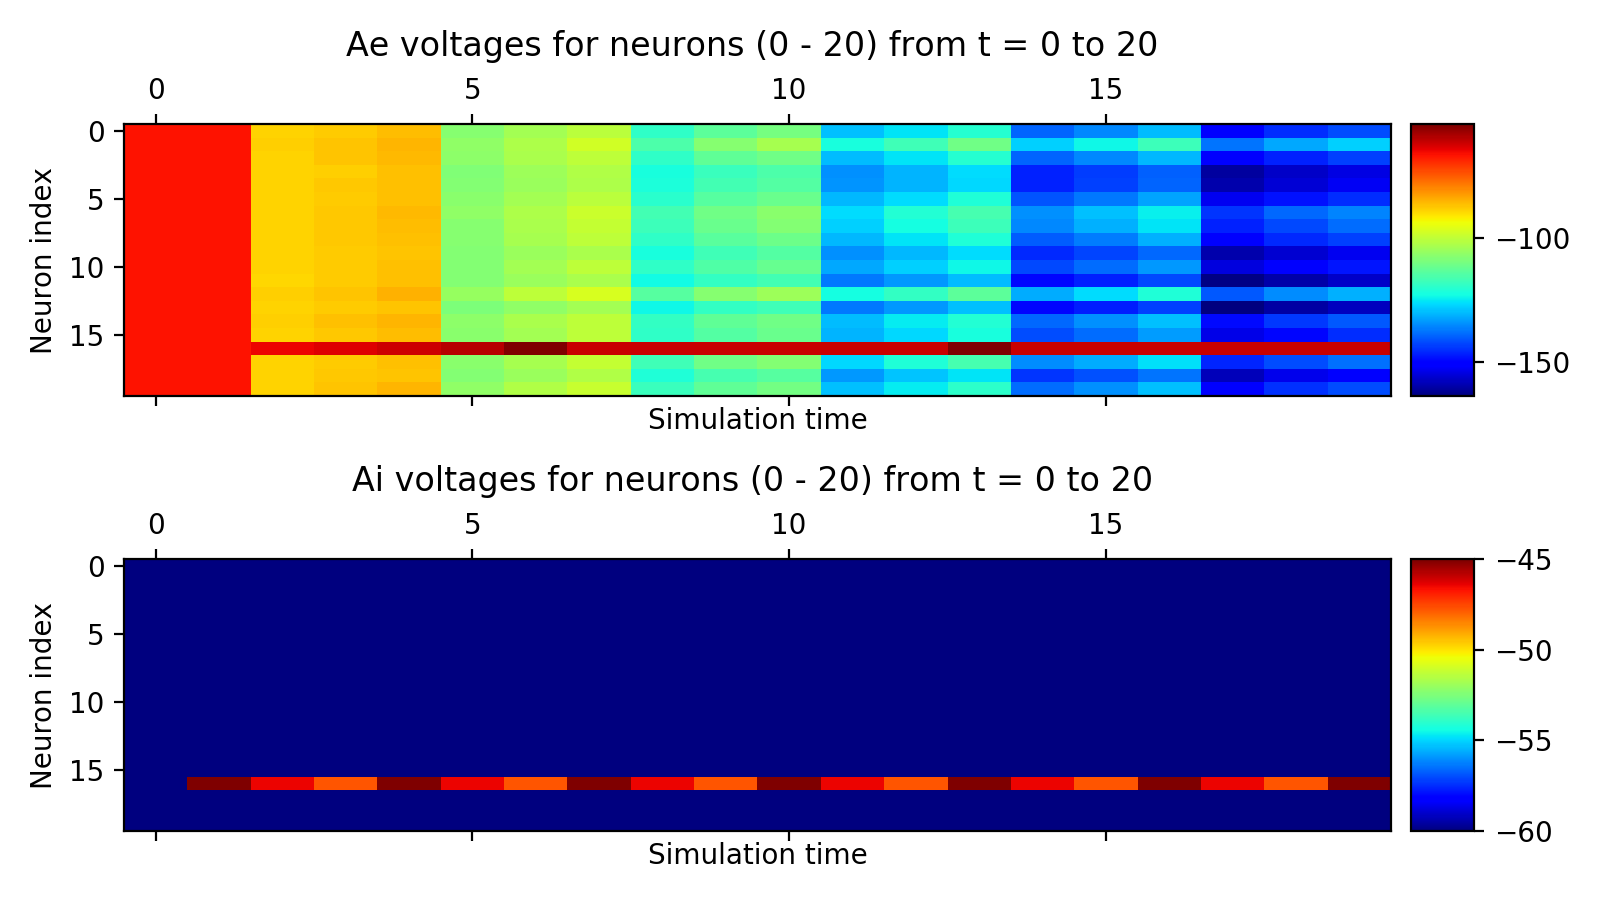 Ae voltages for neurons (0 - 20) from t = 0 to 20
0 5 10 15
Neuron index
0
5
10
15
−100
−150
Simulation time
Ai voltages for neurons (0 - 20) from t = 0 to 20
0 5 10 15
Neuron index
0
5
10
15
−45
−50
−55
−60
Simulation time